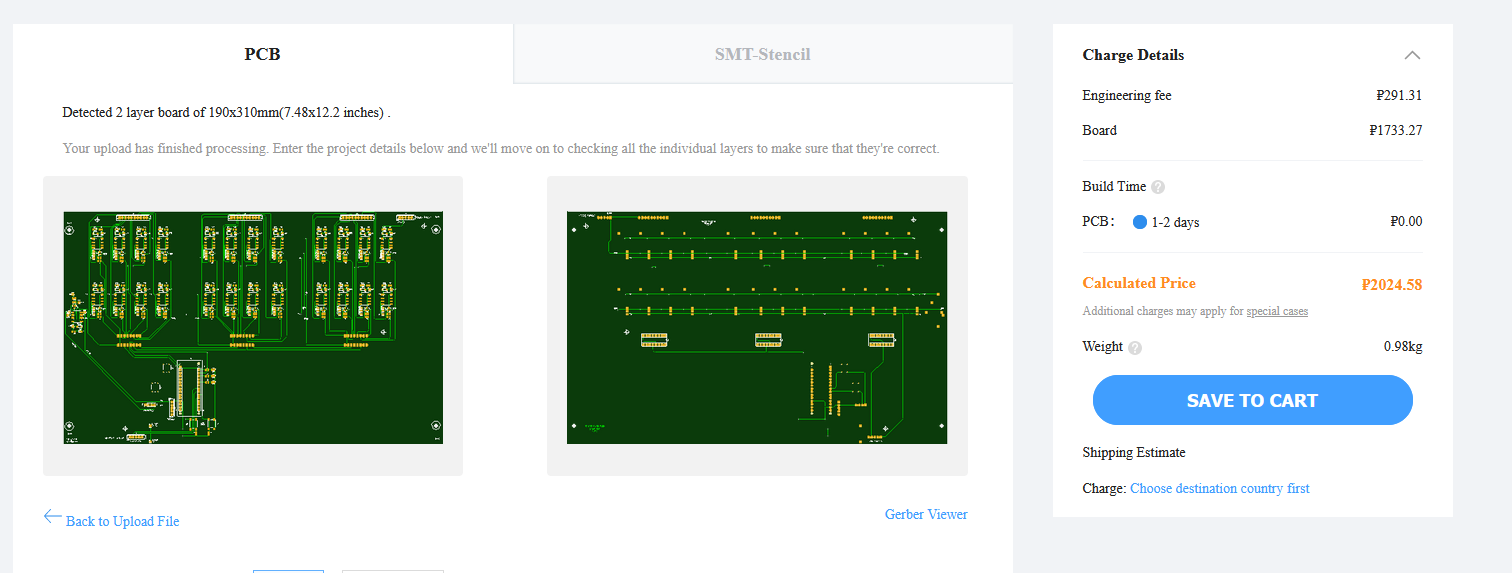 PCB
SMT-Stencil
Detected 2 layer board of 190x310mm(7.48x12.2 inches) .
Your upload has finished processing. Enter the project details below and we'll move on to checking all the individual layers to make sure that they're correct.
Back to Upload File
Gerber Viewer
Charge Details
Engineering fee ₽291.31
Board ₽1733.27
Build Time ?
PCB: 1-2 days ₽0.00
Calculated Price ₽2024.58
Additional charges may apply for special cases
Weight ? 0.98kg
SAVE TO CART
Shipping Estimate
Charge: Choose destination country first